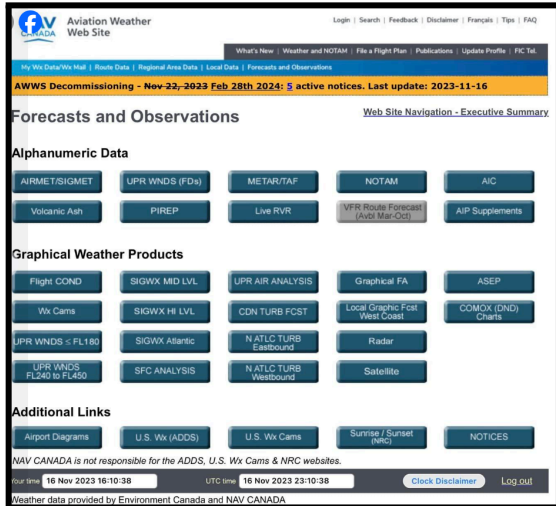 NAV CANADA
Aviation Weather
Web Site
Login | Search | Feedback | Disclaimer | Français | Tips | FAQ
What's New | Weather and NOTAM | File a Flight Plan | Publications | Update Profile | FIC Tel.
My Wx Data/Wx Mail | Route Data | Regional Area Data | Local Data | Forecasts and Observations
AWWS Decommissioning - Nov 22, 2023 Feb 28th 2024: 5 active notices. Last update: 2023-11-16
Forecasts and Observations
Web Site Navigation - Executive Summary
Alphanumeric Data
AIRMET/SIGMET UPR WNDS (FDs) METAR/TAF NOTAM AIC
Volcanic Ash PIREP Live RVR VFR Route Forecast (Avbl Mar-Oct) AIP Supplements
Graphical Weather Products
Flight COND SIGWX MID LVL UPR AIR ANALYSIS Graphical FA ASEP
Wx Cams SIGWX HI LVL CDN TURB FCST Local Graphic Fcst West Coast COMOX (DND) Charts
UPR WNDS ≤ FL180 SIGWX Atlantic N ATLC TURB Eastbound Radar
UPR WNDS FL240 to FL450 SFC ANALYSIS N ATLC TURB Westbound Satellite
Additional Links
Airport Diagrams U.S. Wx (ADDS) U.S. Wx Cams Sunrise / Sunset (NRC) NOTICES
NAV CANADA is not responsible for the ADDS, U.S. Wx Cams & NRC websites.
Your time 16 Nov 2023 16:10:38 UTC time 16 Nov 2023 23:10:38 Clock Disclaimer Log out
Weather data provided by Environment Canada and NAV CANADA